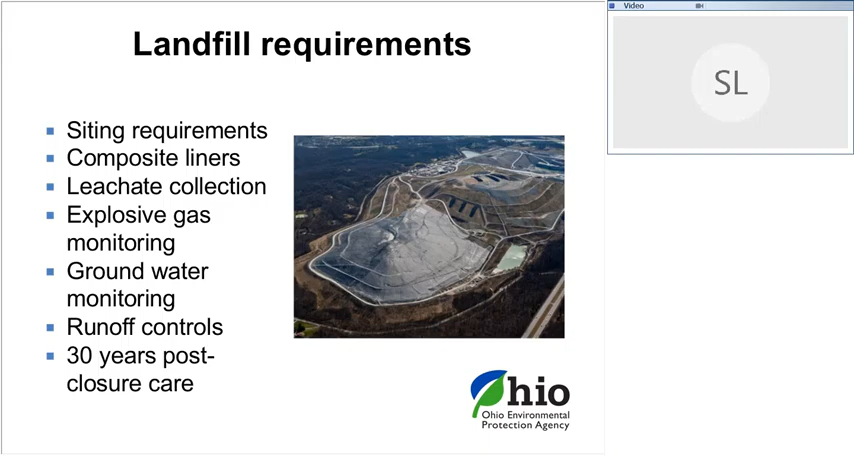 Landfill requirements
Siting requirements
Composite liners
Leachate collection
Explosive gas
monitoring
Ground water
monitoring
Runoff controls
30 years post-
closure care
Ohio
Ohio Environmental
Protection Agency
Video
SL